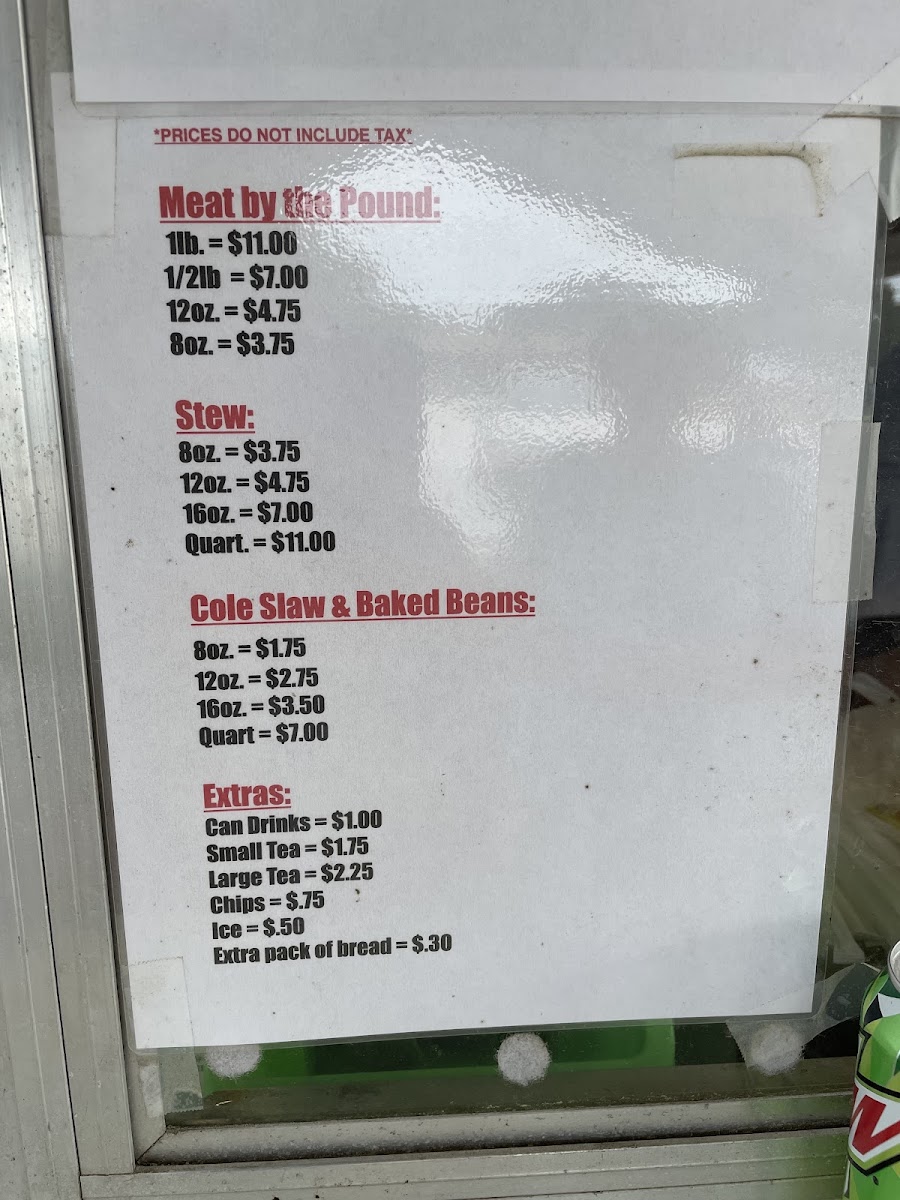 *PRICES DO NOT INCLUDE TAX*
Meat by the Pound:
1lb. = $11.00
1/2lb = $7.00
12oz. = $4.75
8oz. = $3.75
Stew:
8oz. = $3.75
12oz. = $4.75
16oz. = $7.00
Quart. = $11.00
Cole Slaw & Baked Beans:
8oz. = $1.75
12oz. = $2.75
16oz. = $3.50
Quart = $7.00
Extras:
Can Drinks = $1.00
Small Tea = $1.75
Large Tea = $2.25
Chips = $.75
Ice = $.50
Extra pack of bread = $.30